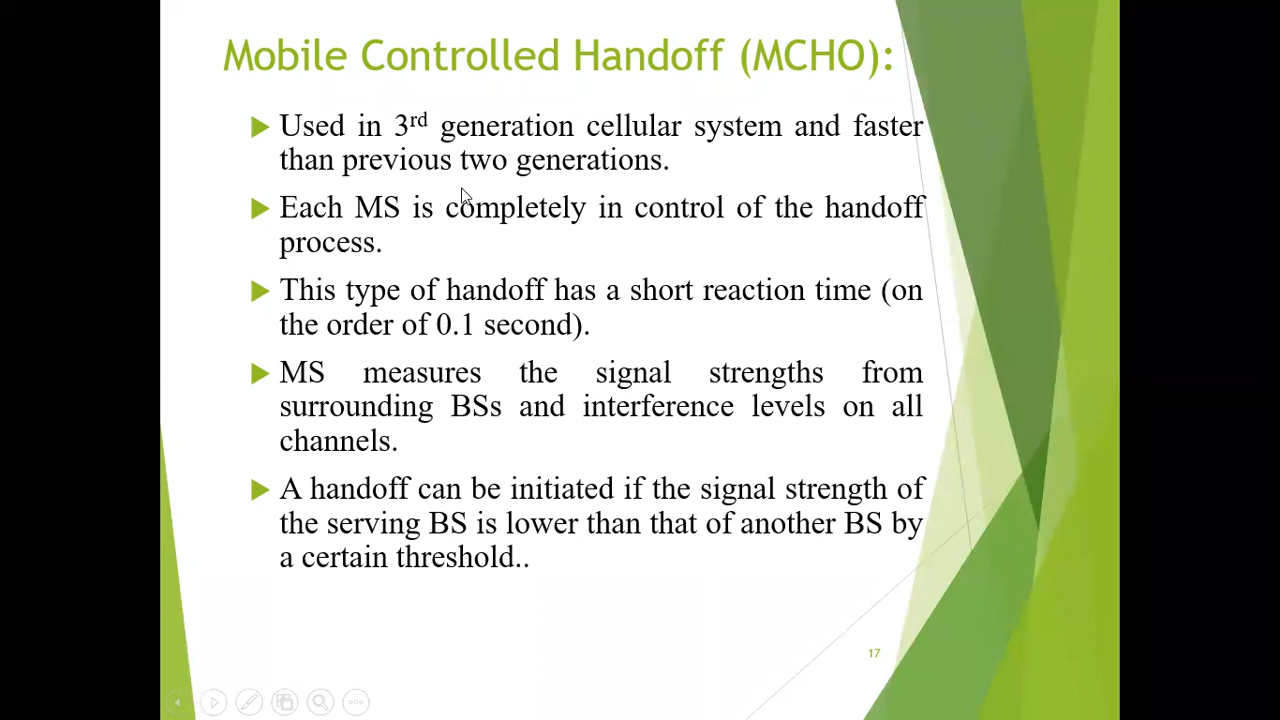 Mobile Controlled Handoff (MCHO):
Used in 3rd generation cellular system and faster
than previous two generations.
Each MS is completely in control of the handoff
process.
This type of handoff has a short reaction time (on
the order of 0.1 second).
MS measures the signal strengths from
surrounding BSs and interference levels on all
channels.
A handoff can be initiated if the signal strength of
the serving BS is lower than that of another BS by
a certain threshold..
17